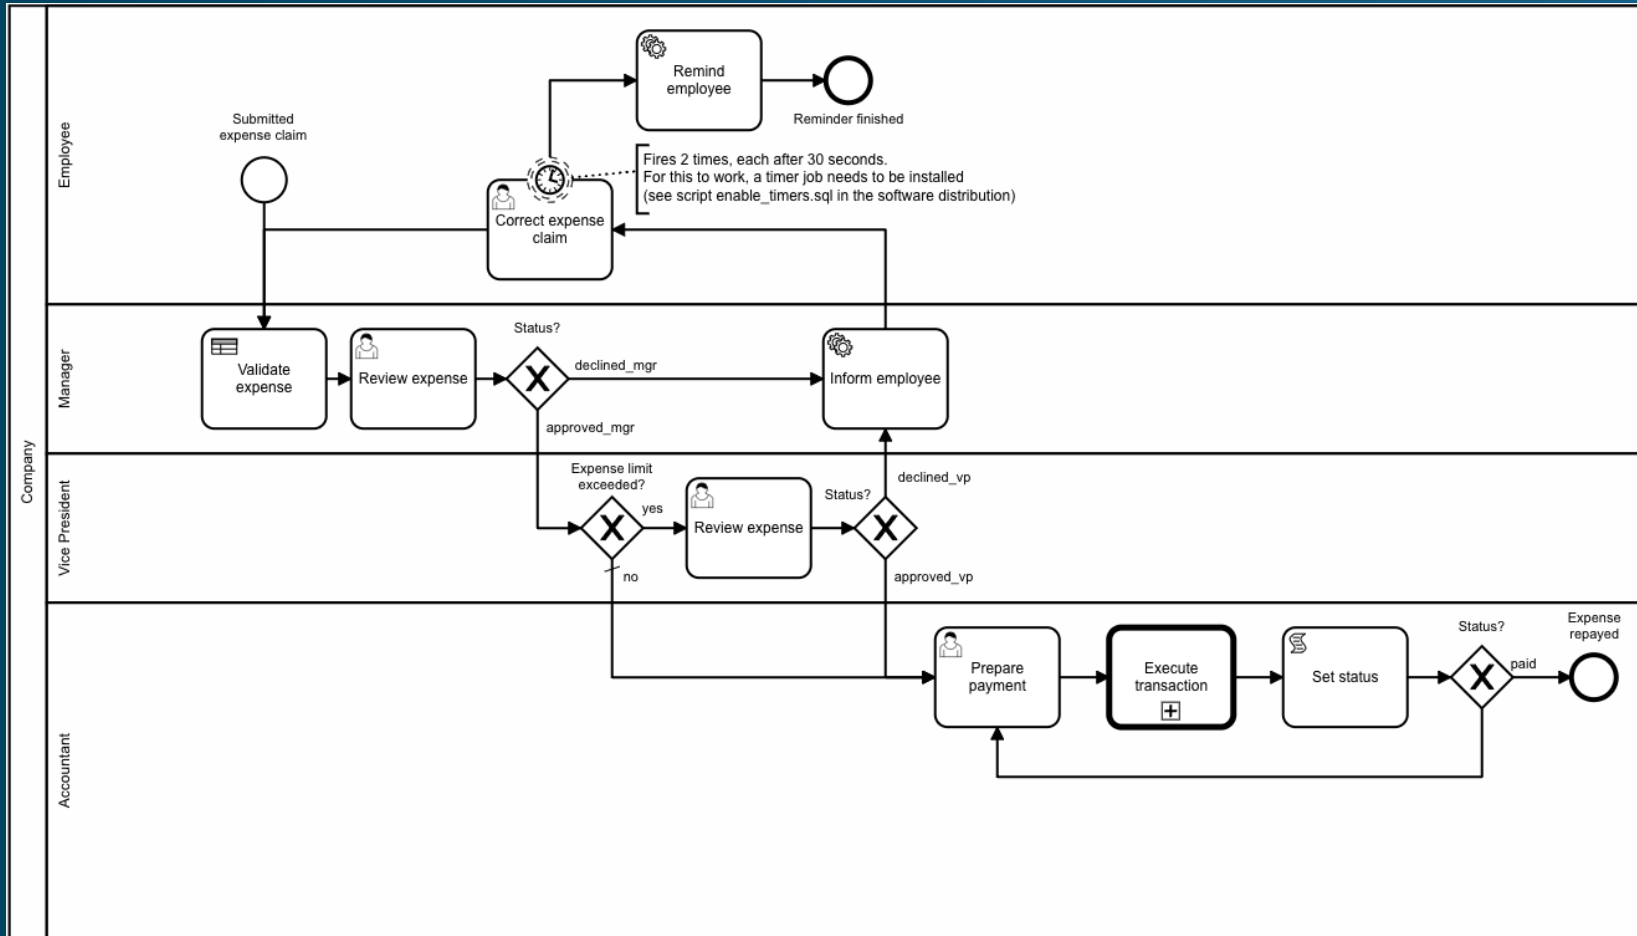 Company
Employee
Submitted
expense claim
Remind
employee
Reminder finished
Fires 2 times, each after 30 seconds.
For this to work, a timer job needs to be installed
(see script enable_timers.sql in the software distribution)
Correct expense
claim
Manager
Validate
expense
Review expense
Status?
declined_mgr
approved_mgr
Inform employee
Vice President
Expense limit
exceeded?
yes
no
Review expense
Status?
declined_vp
approved_vp
Accountant
Prepare
payment
Execute
transaction
Set status
Status?
paid
Expense
repayed